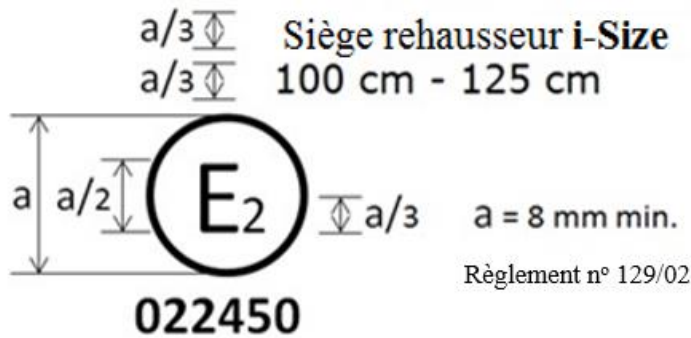 a/3 Siège rehausseur i-Size
a/3 100 cm - 125 cm
a a/2 E2 a/3 a = 8 mm min.
Règlement nº 129/02
022450